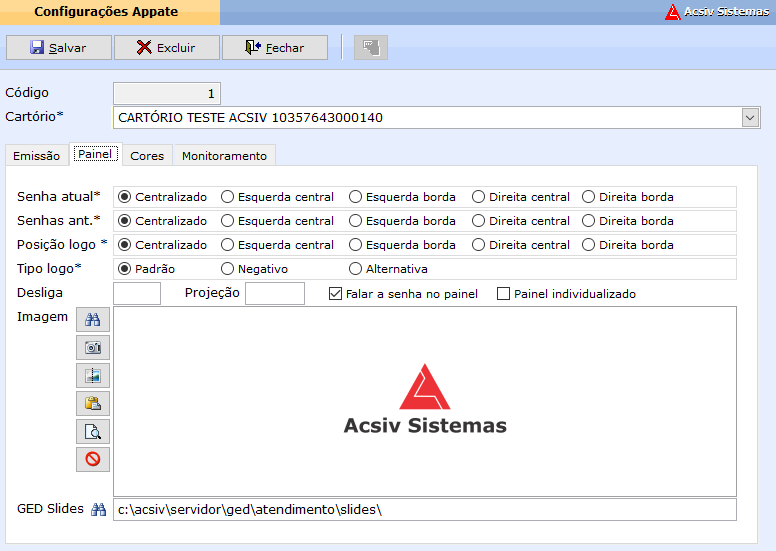 Configurações Appate
Acsiv Sistemas
Salvar Excluir Fechar
Código 1
Cartório* CARTÓRIO TESTE ACSIV 10357643000140
Emissão Painel Cores Monitoramento
Senha atual* Centralizado Esquerda central Esquerda borda Direita central Direita borda
Senhas ant.* Centralizado Esquerda central Esquerda borda Direita central Direita borda
Posição logo * Centralizado Esquerda central Esquerda borda Direita central Direita borda
Tipo logo* Padrão Negativo Alternativa
Desliga Projeção Falar a senha no painel Painel individualizado
Imagem
Acsiv Sistemas
GED Slides c:\acsiv\servidor\ged\atendimento\slides\